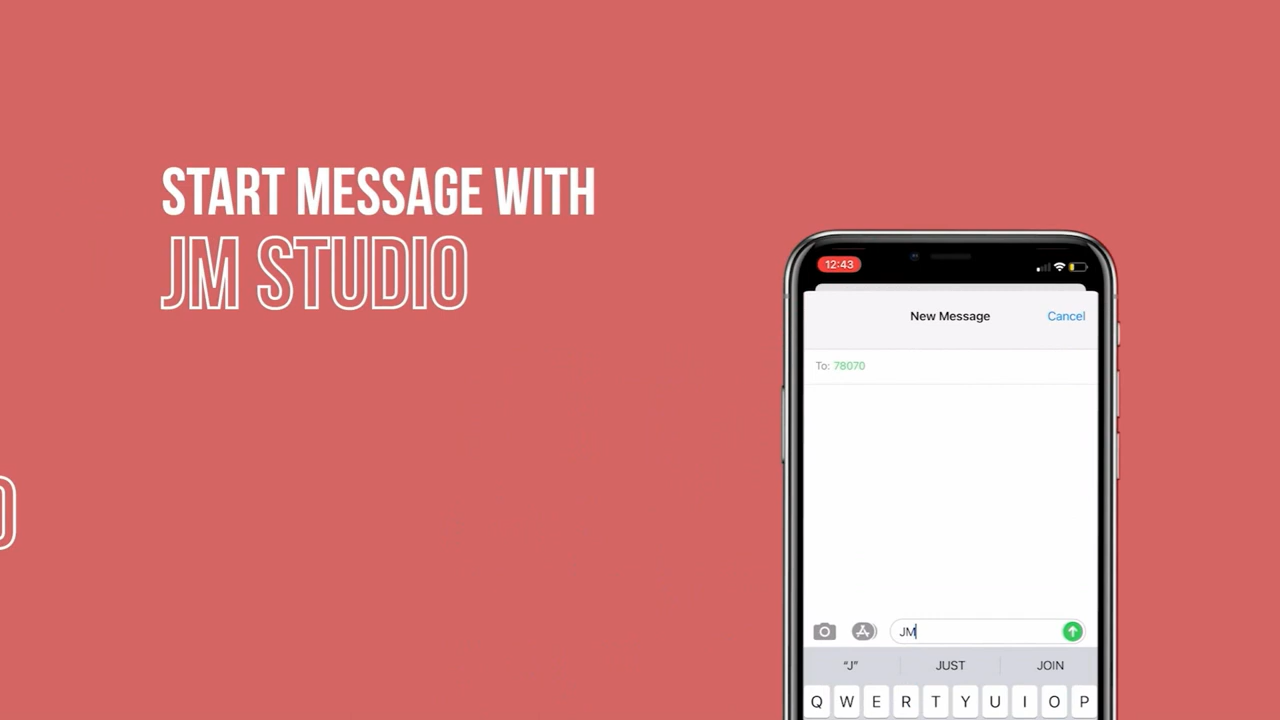 START MESSAGE WITH
JM STUDIO
12:43
New Message
Cancel
To: 78070
JM
“J”
JUST
JOIN
Q W E R T Y U I O P